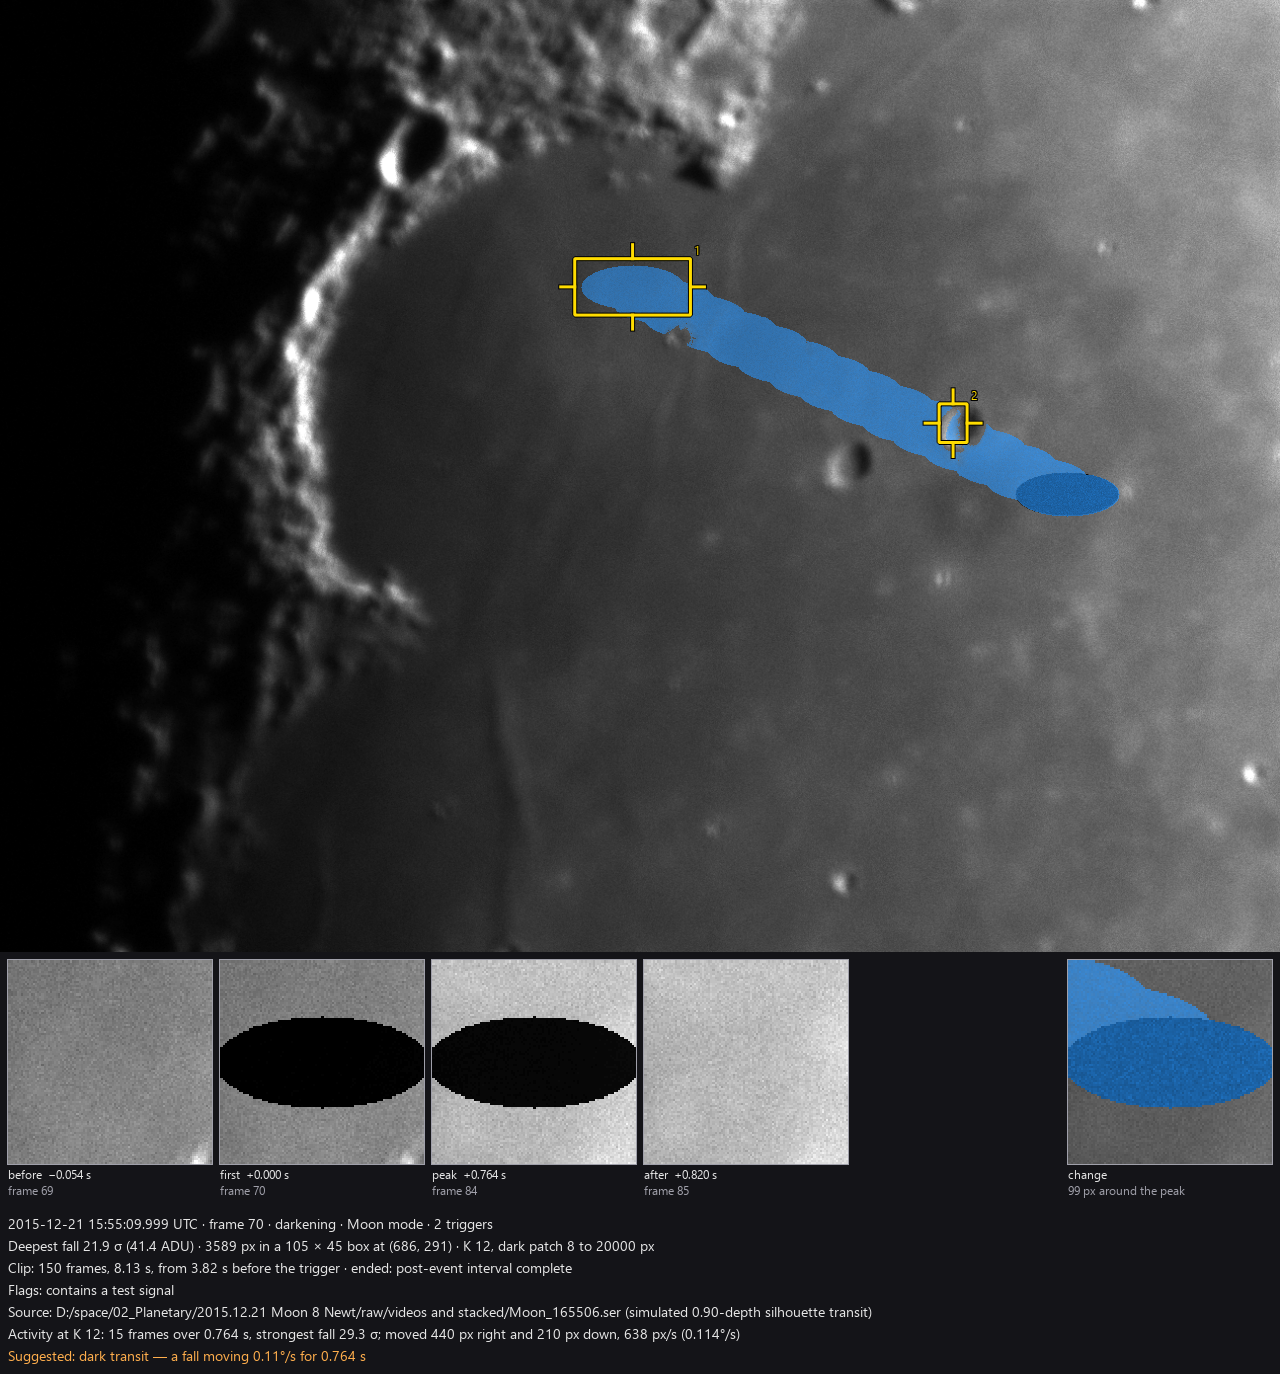 1
2
before −0.054 s
frame 69
first +0.000 s
frame 70
peak +0.764 s
frame 84
after +0.820 s
frame 85
change
99 px around the peak
2015-12-21 15:55:09.999 UTC · frame 70 · darkening · Moon mode · 2 triggers
Deepest fall 21.9 σ (41.4 ADU) · 3589 px in a 105 × 45 box at (686, 291) · K 12, dark patch 8 to 20000 px
Clip: 150 frames, 8.13 s, from 3.82 s before the trigger · ended: post-event interval complete
Flags: contains a test signal
Source: D:/space/02_Planetary/2015.12.21 Moon 8 Newt/raw/videos and stacked/Moon_165506.ser (simulated 0.90-depth silhouette transit)
Activity at K 12: 15 frames over 0.764 s, strongest fall 29.3 σ; moved 440 px right and 210 px down, 638 px/s (0.114°/s)
Suggested: dark transit — a fall moving 0.11°/s for 0.764 s